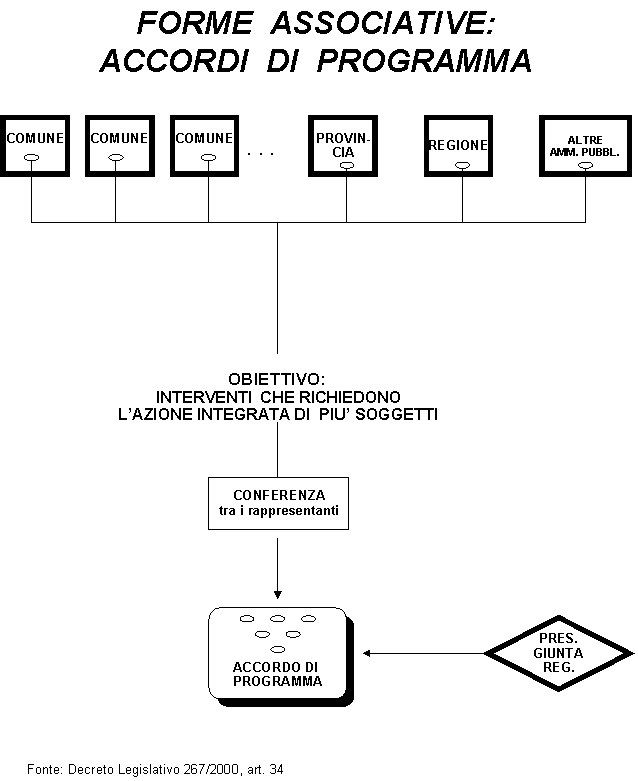 FORME ASSOCIATIVE:
ACCORDI DI PROGRAMMA
COMUNE
COMUNE
COMUNE
. . .
PROVIN-
CIA
REGIONE
ALTRE
AMM. PUBBL.
OBIETTIVO:
INTERVENTI CHE RICHIEDONO
L'AZIONE INTEGRATA DI PIU' SOGGETTI
CONFERENZA
tra i rappresentanti
ACCORDO DI
PROGRAMMA
PRES.
GIUNTA
REG.
Fonte: Decreto Legislativo 267/2000, art. 34